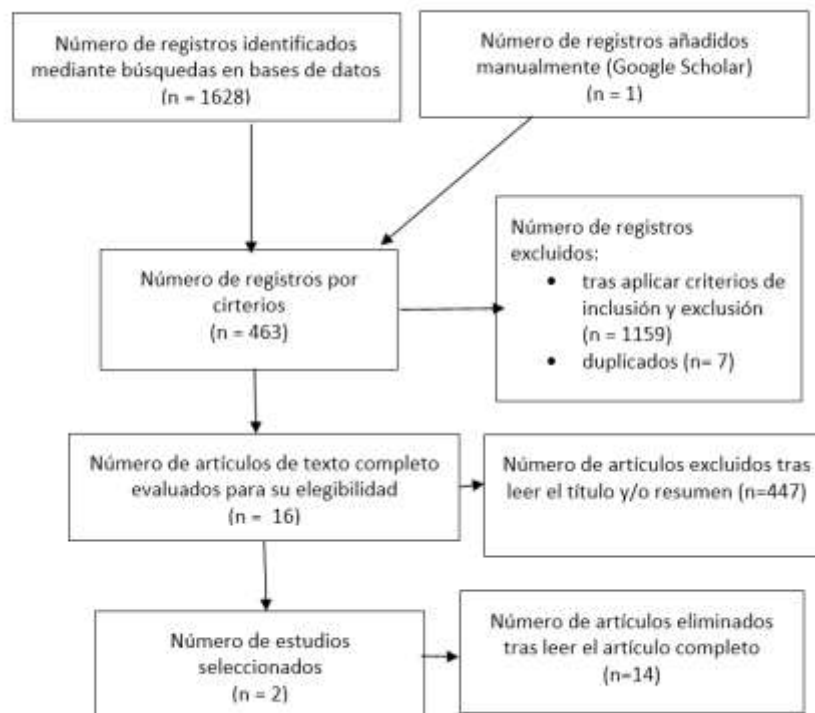 Número de registros identificados
mediante búsquedas en bases de datos
(n = 1628)
Número de registros añadidos
manualmente (Google Scholar)
(n = 1)
Número de registros por
cirterios
(n = 463)
Número de registros
excluidos:
• tras aplicar criterios de
inclusión y exclusión
(n = 1159)
• duplicados (n= 7)
Número de artículos de texto completo
evaluados para su elegibilidad
(n = 16)
Número de artículos excluidos tras
leer el título y/o resumen (n=447)
Número de estudios
seleccionados
(n = 2)
Número de artículos eliminados
tras leer el artículo completo
(n=14)